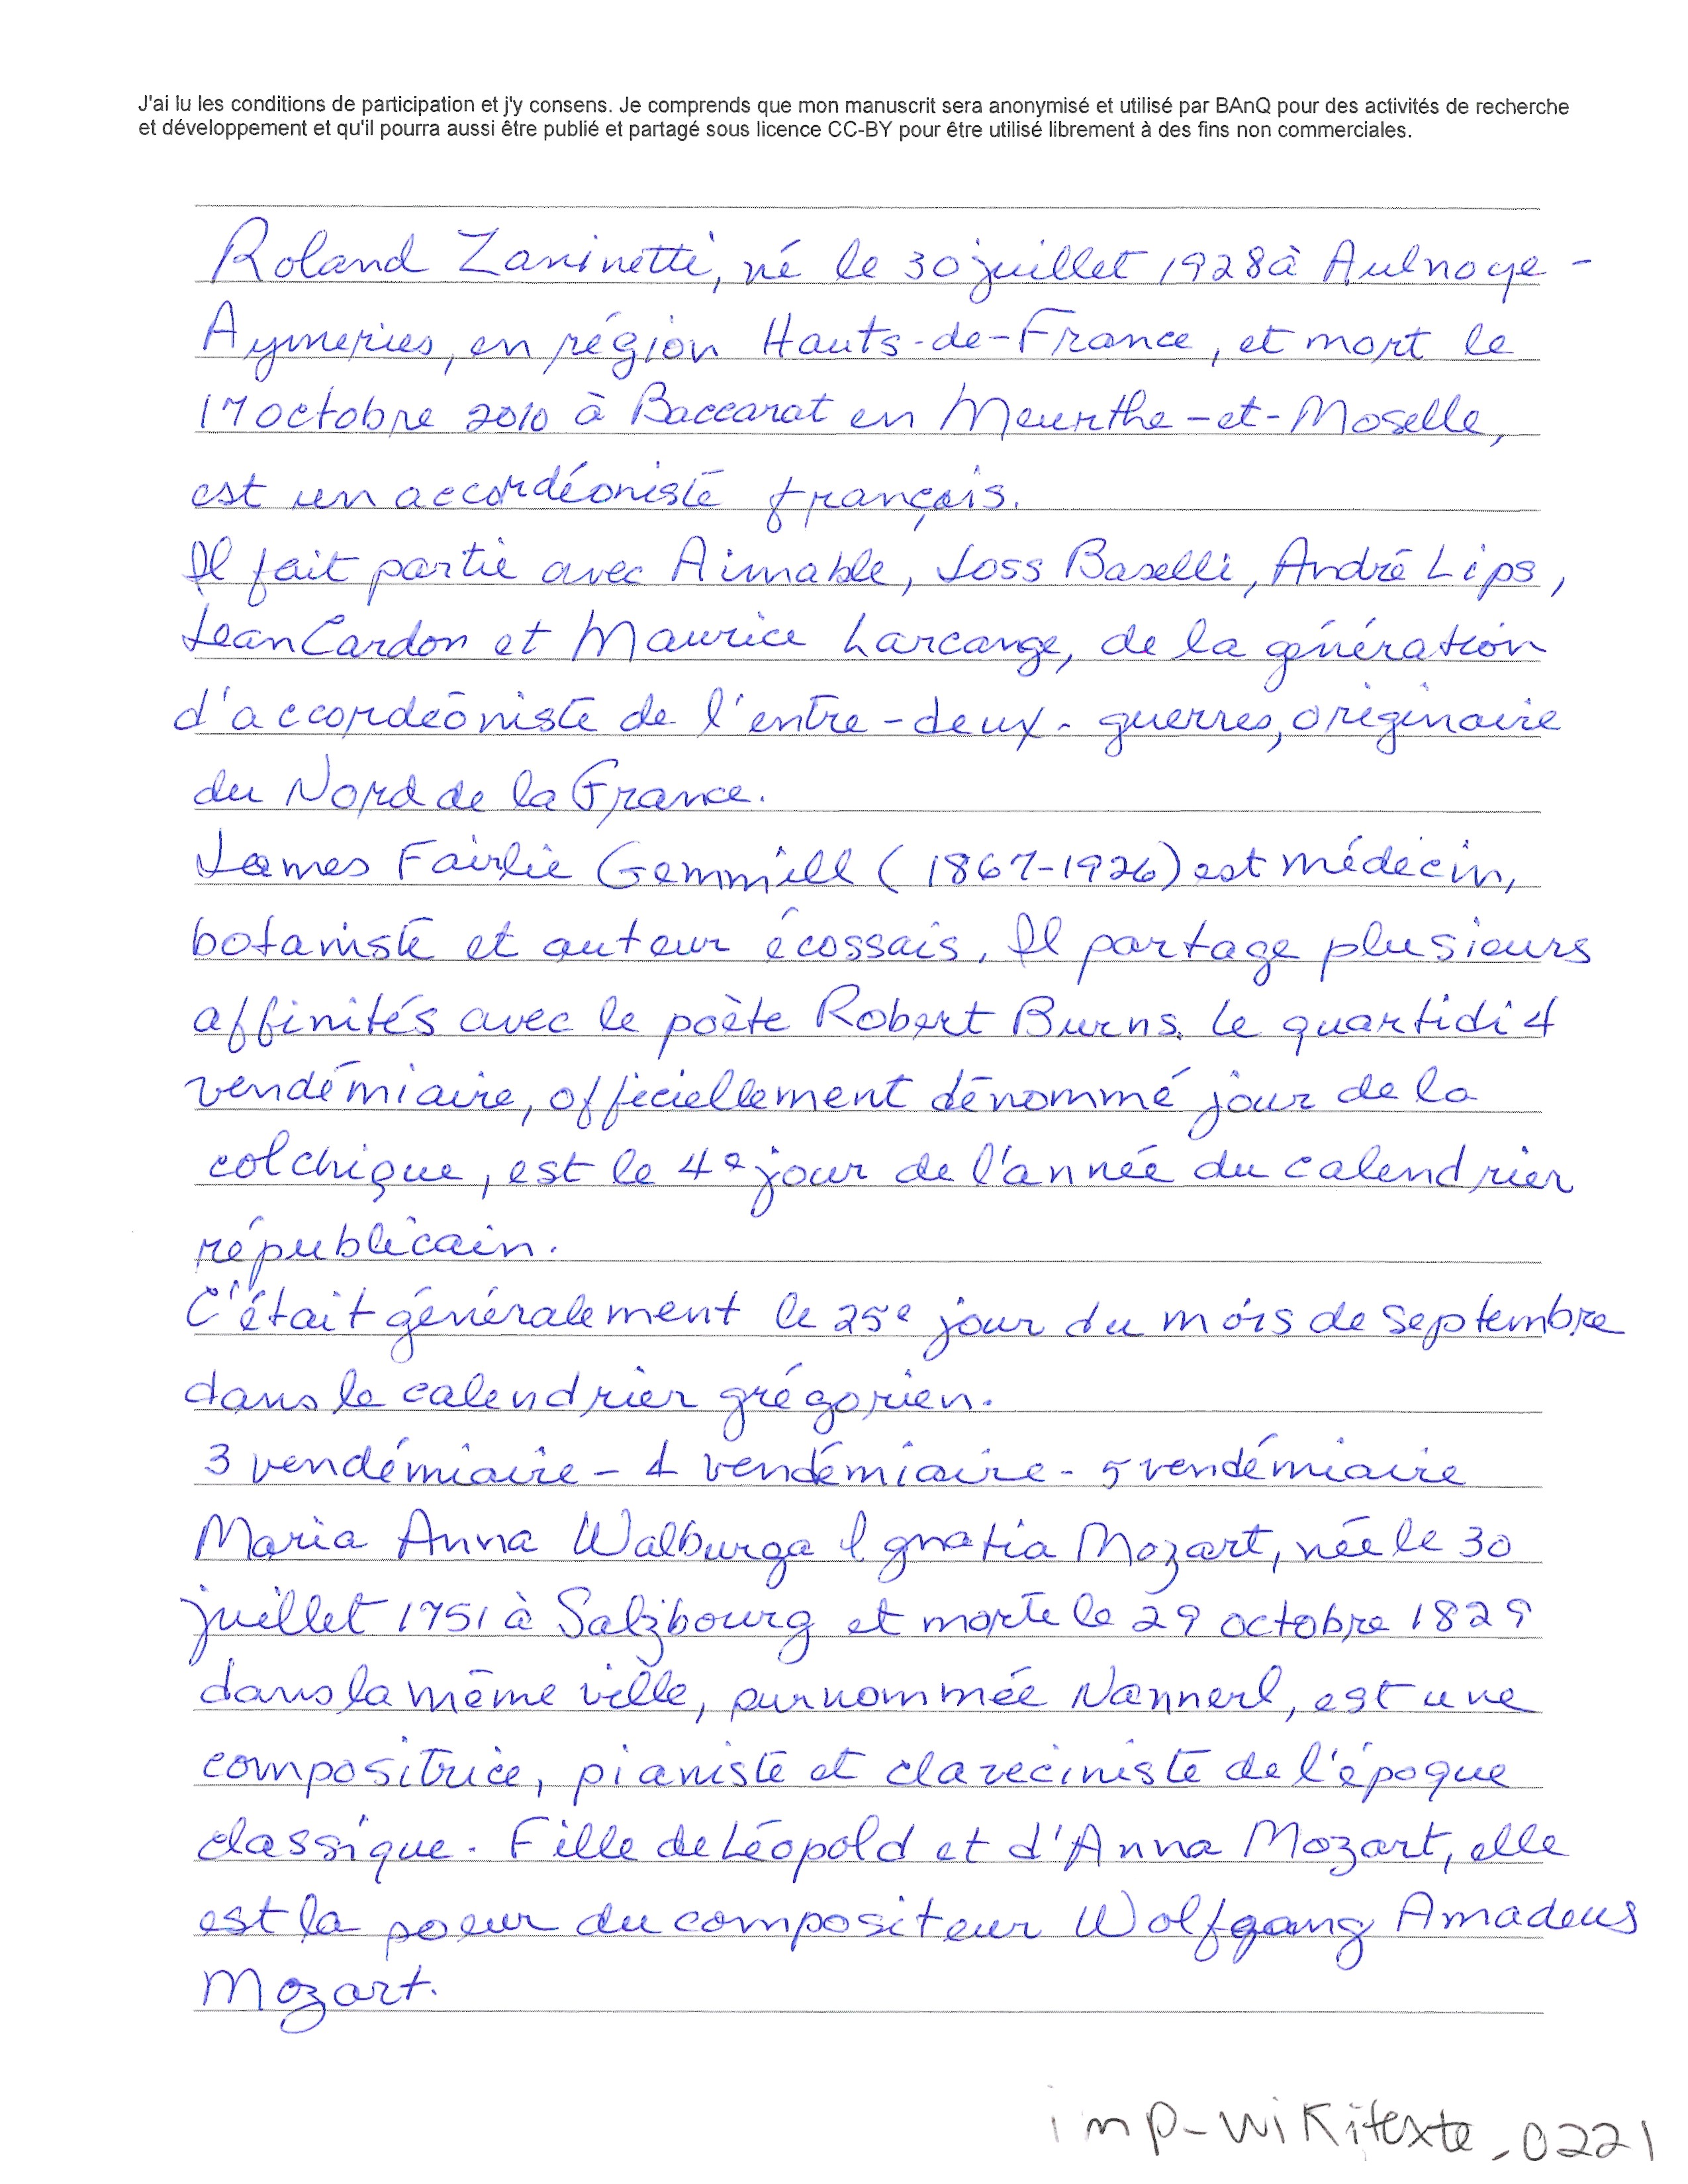 J'ai lu les conditions de participation et j'y consens. Je comprends que mon manuscrit sera anonymisé et utilisé par BAnQ pour des activités de recherche
et développement et qu'il pourra aussi être publié et partagé sous licence CC-BY pour être utilisé librement à des fins non commerciales.
Roland Zaninetti, né le 30 juillet 1928 à Aulnoye-
Aymeries, en région Hauts-de-France, et mort le
17 octobre 2010 à Baccarat en Meurthe-et-Moselle,
est un accordéoniste français.
Il fait partie avec Aimable, Joss Baselli, André Lips,
Jean Cardon et Maurice Larcange, de la génération
d'accordéoniste de l'entre-deux-guerres, originaire
du Nord de la France.
James Fairlie Gemmill (1867-1926) est médecin,
botaniste et auteur écossais. Il partage plusieurs
affinités avec le poète Robert Burns. Le quartidi 4
vendémiaire, officiellement dénommé jour de la
colchique, est le 4e jour de l'année du calendrier
républicain.
C'était généralement le 25e jour du mois de septembre
dans le calendrier grégorien.
3 vendémiaire - 4 vendémiaire - 5 vendémiaire
Maria Anna Walburga Ignatia Mozart, née le 30
juillet 1751 à Salzbourg et morte le 29 octobre 1829
dans la même ville, surnommée Nannerl, est une
compositrice, pianiste et claveciniste de l'époque
classique. Fille de Léopold et d'Anna Mozart, elle
est la soeur du compositeur Wolfgang Amadeus
Mozart.
imp-wikitexte_0221